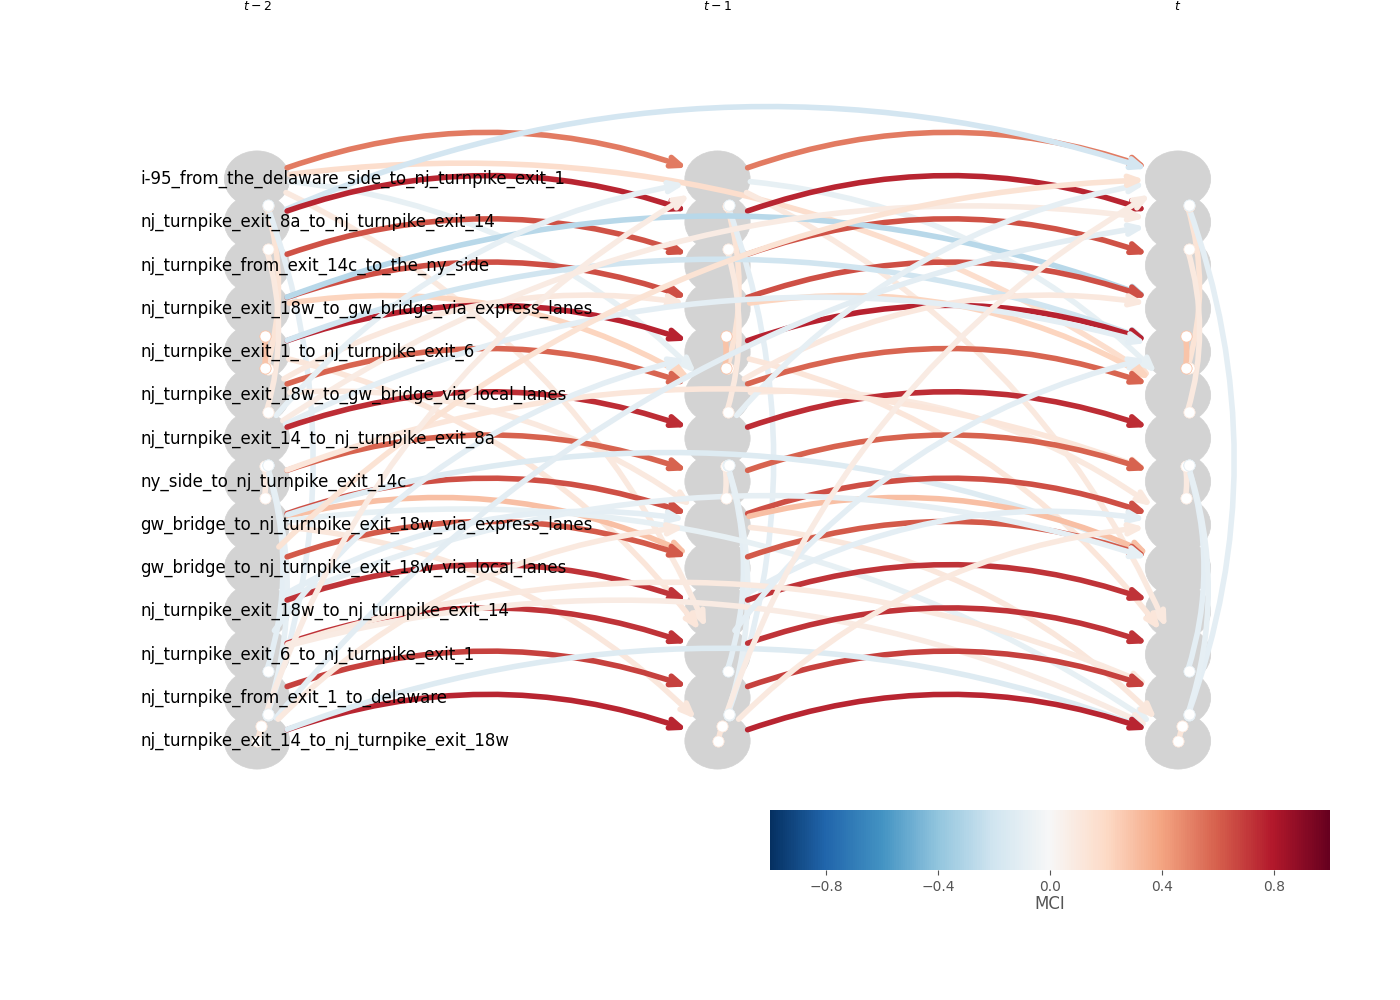 t − 2
t − 1
t
i-95_from_the_delaware_side_to_nj_turnpike_exit_1
nj_turnpike_exit_8a_to_nj_turnpike_exit_14
nj_turnpike_from_exit_14c_to_the_ny_side
nj_turnpike_exit_18w_to_gw_bridge_via_express_lanes
nj_turnpike_exit_1_to_nj_turnpike_exit_6
nj_turnpike_exit_18w_to_gw_bridge_via_local_lanes
nj_turnpike_exit_14_to_nj_turnpike_exit_8a
ny_side_to_nj_turnpike_exit_14c
gw_bridge_to_nj_turnpike_exit_18w_via_express_lanes
gw_bridge_to_nj_turnpike_exit_18w_via_local_lanes
nj_turnpike_exit_18w_to_nj_turnpike_exit_14
nj_turnpike_exit_6_to_nj_turnpike_exit_1
nj_turnpike_from_exit_1_to_delaware
nj_turnpike_exit_14_to_nj_turnpike_exit_18w
−0.8 −0.4 0.0 0.4 0.8
MCI